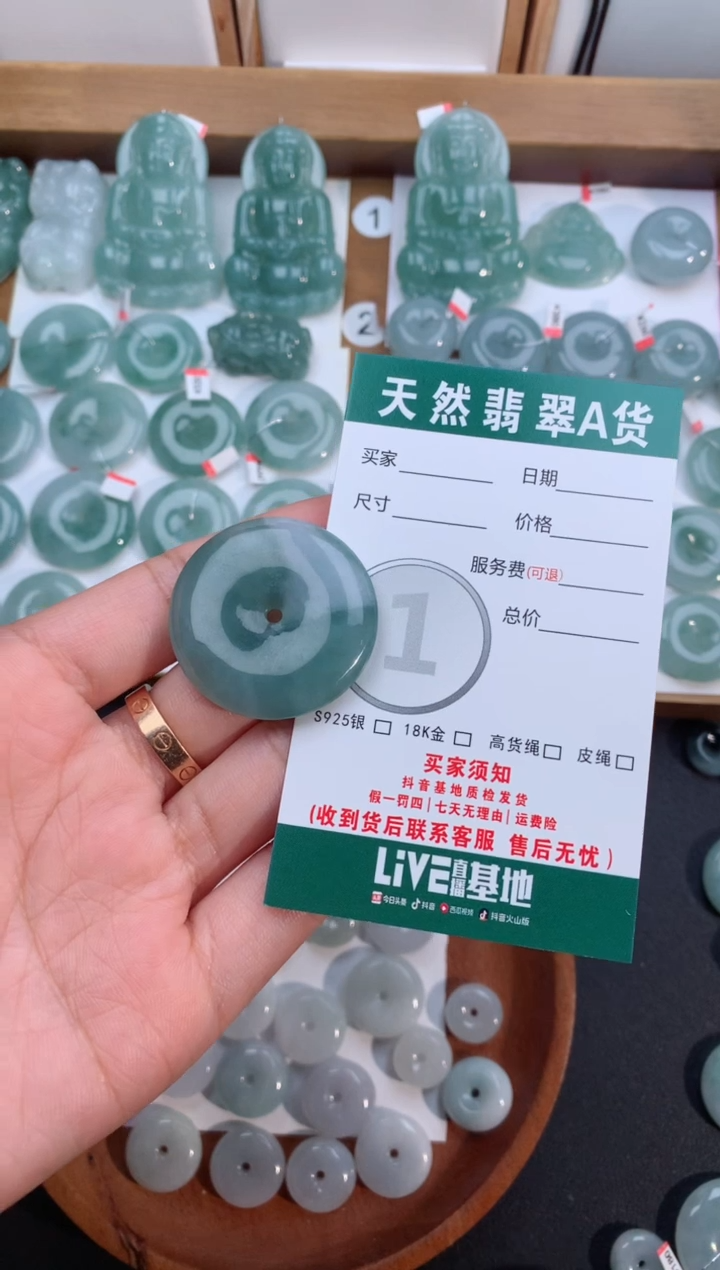 1
2
天然翡翠A货
买家
日期
尺寸
价格
服务费(可退)
总价
1
S925银 □ 18K金 □ 高货绳□ 皮绳□
买家须知
抖音基地质检发货
假一罚四|七天无理由|运费险
(收到货后联系客服 售后无忧)
LiVE直播基地
今日头条 抖音 西瓜视频 抖音火山版